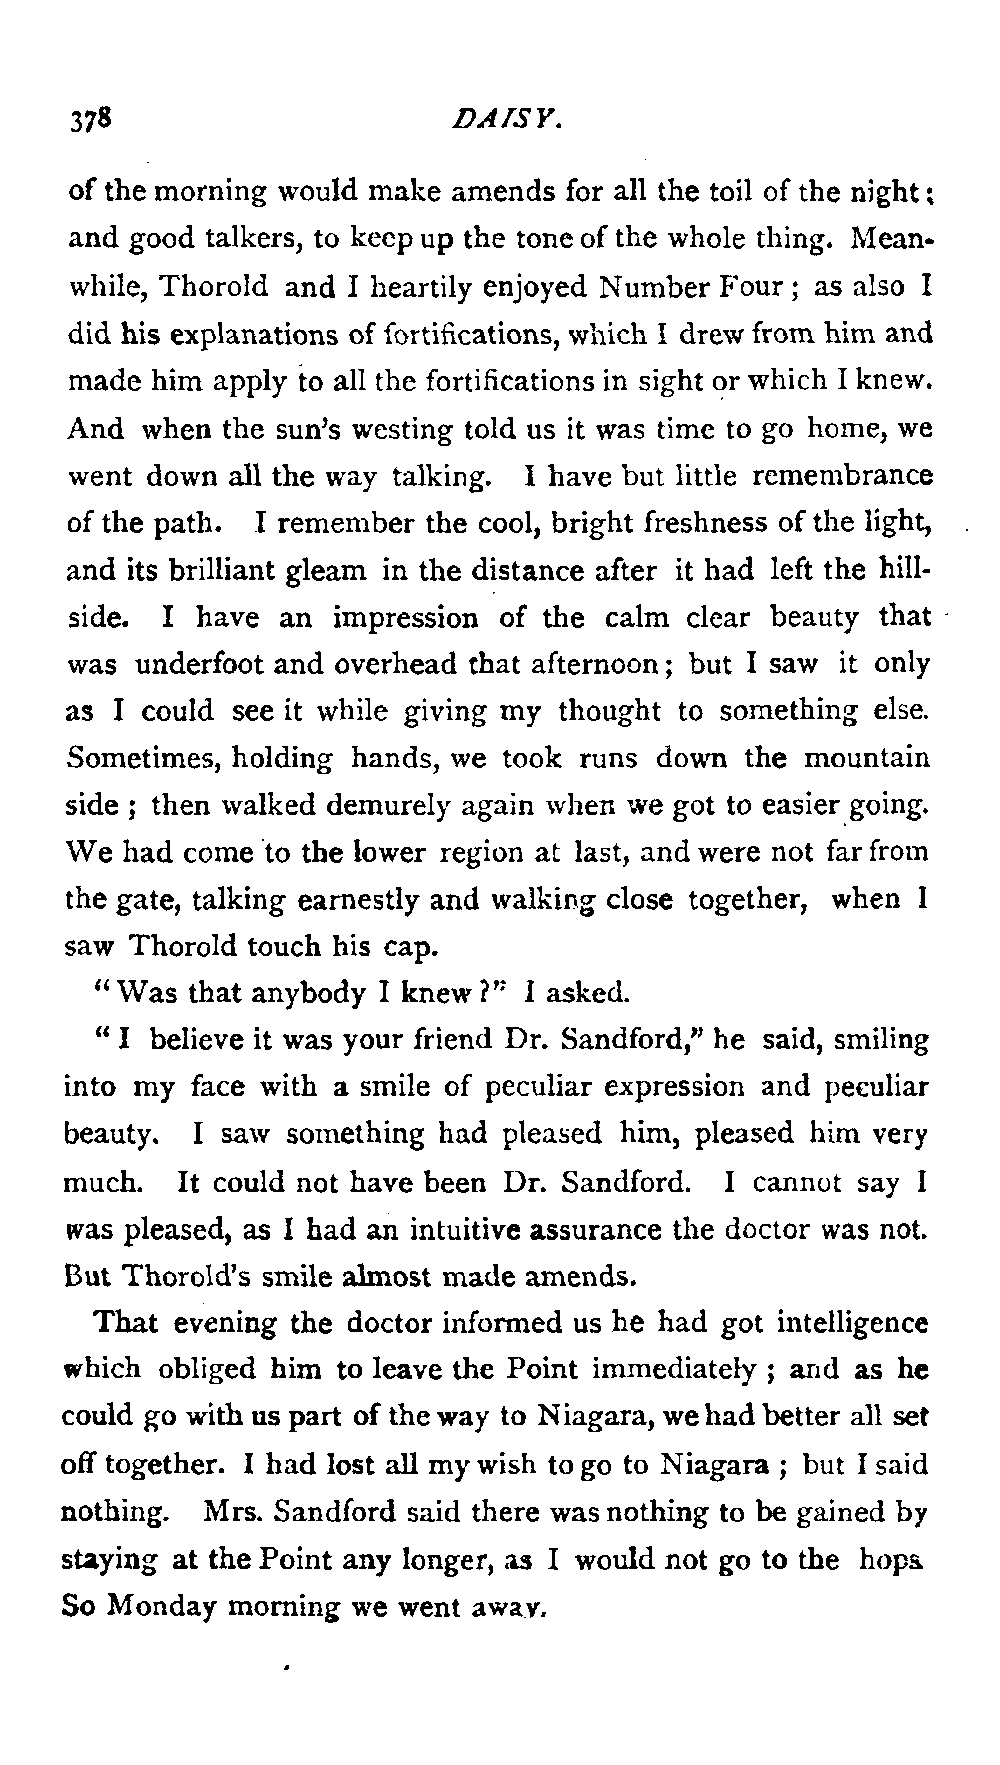 378 DAISY.
of the morning would make amends for all the toil of the night;
and good talkers, to keep up the tone of the whole thing. Mean-
while, Thorold and I heartily enjoyed Number Four; as also I
did his explanations of fortifications, which I drew from him and
made him apply to all the fortifications in sight or which I knew.
And when the sun's westing told us it was time to go home, we
went down all the way talking. I have but little remembrance
of the path. I remember the cool, bright freshness of the light,
and its brilliant gleam in the distance after it had left the hill-
side. I have an impression of the calm clear beauty that
was underfoot and overhead that afternoon; but I saw it only
as I could see it while giving my thought to something else.
Sometimes, holding hands, we took runs down the mountain
side; then walked demurely again when we got to easier going.
We had come to the lower region at last, and were not far from
the gate, talking earnestly and walking close together, when I
saw Thorold touch his cap.
"Was that anybody I knew?" I asked.
"I believe it was your friend Dr. Sandford," he said, smiling
into my face with a smile of peculiar expression and peculiar
beauty. I saw something had pleased him, pleased him very
much. It could not have been Dr. Sandford. I cannot say I
was pleased, as I had an intuitive assurance the doctor was not.
But Thorold's smile almost made amends.
That evening the doctor informed us he had got intelligence
which obliged him to leave the Point immediately; and as he
could go with us part of the way to Niagara, we had better all set
off together. I had lost all my wish to go to Niagara; but I said
nothing. Mrs. Sandford said there was nothing to be gained by
staying at the Point any longer, as I would not go to the hops.
So Monday morning we went away.